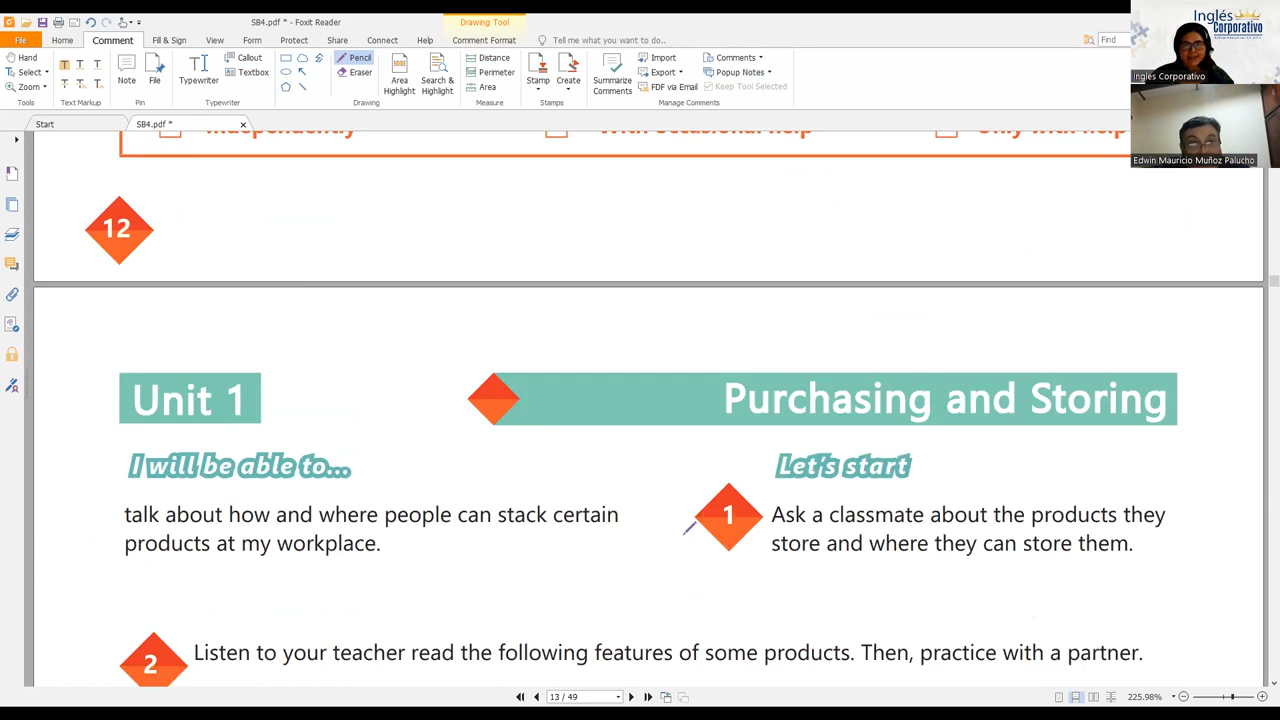 SB4.pdf * - Foxit Reader
Drawing Tool
File Home Comment Fill & Sign View Form Protect Share Connect Help Comment Format Tell me what you want to do.. Find
Hand
Select
Zoom
Tools
Text Markup
Note
File
Pin
Typewriter
Callout
Textbox
Typewriter
Pencil
Eraser
Drawing
Area Highlight
Search & Highlight
Distance
Perimeter
Area
Measure
Stamp
Create
Stamps
Summarize Comments
Import
Export
FDF via Email
Comments
Popup Notes
Keep Tool Selected
Manage Comments
Inglés Corporativo
Inglés Corporativo
Edwin Mauricio Muñoz Palucho
Start
SB4.pdf *
Independently With occasional help Only with help
12
Unit 1
Purchasing and Storing
I will be able to...
talk about how and where people can stack certain
products at my workplace.
Let's start
1 Ask a classmate about the products they
store and where they can store them.
2 Listen to your teacher read the following features of some products. Then, practice with a partner.
13 / 49
225.98%